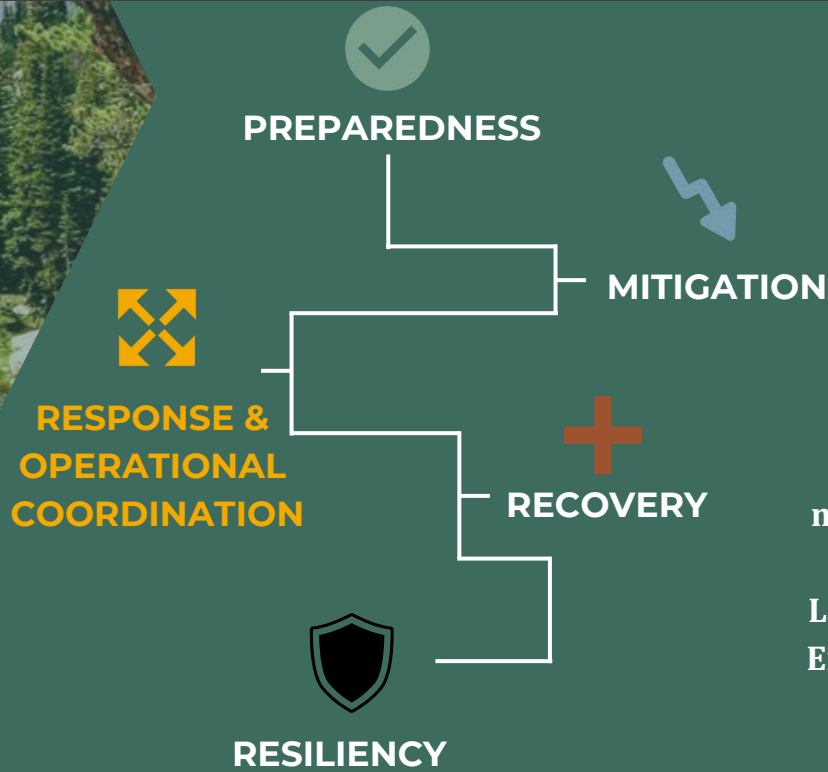 PREPAREDNESS
MITIGATION
RESPONSE &
OPERATIONAL
COORDINATION
RECOVERY
RESILIENCY